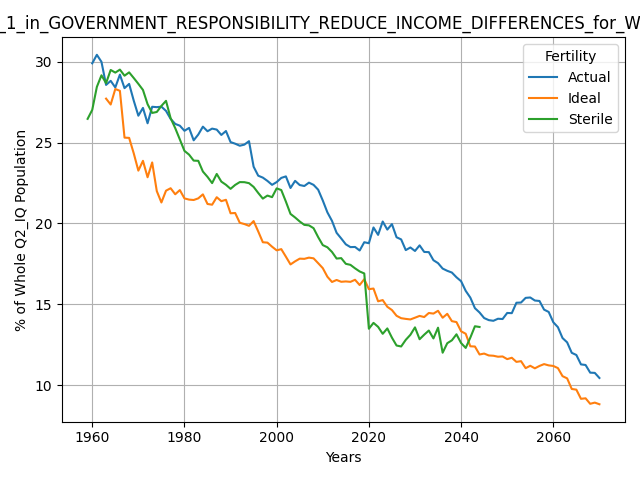 _1_in_GOVERNMENT_RESPONSIBILITY_REDUCE_INCOME_DIFFERENCES_for_W
Fertility
Actual
Ideal
Sterile
% of Whole Q2_IQ Population
30
25
20
15
10
1960
1980
2000
2020
2040
2060
Years